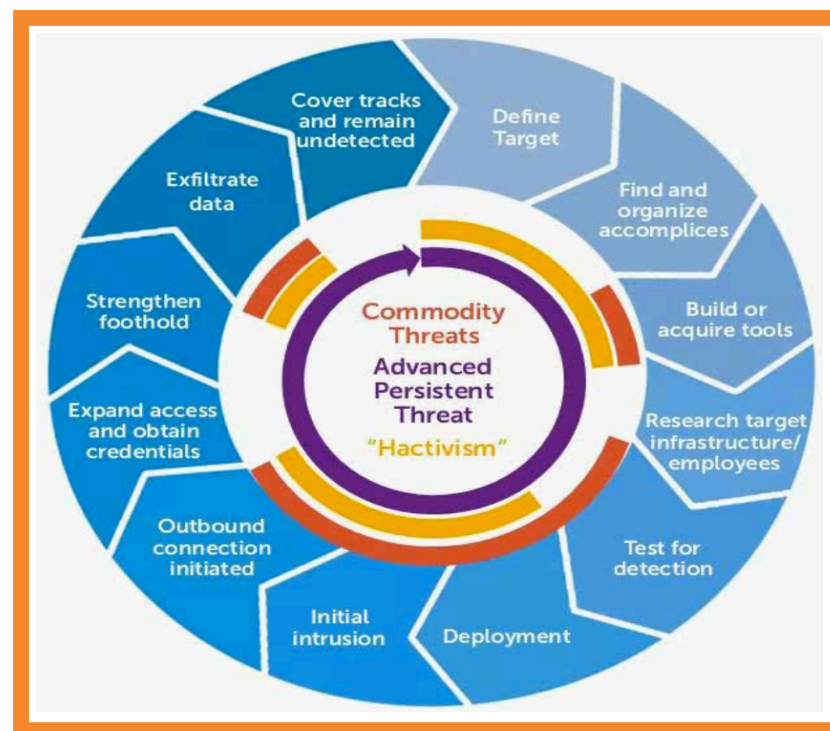 Define
Target
Find and
organize
accomplices
Build or
acquire tools
Research target
infrastructure/
employees
Test for
detection
Deployment
Initial
intrusion
Outbound
connection
initiated
Expand access
and obtain
credentials
Strengthen
foothold
Exfiltrate
data
Cover tracks
and remain
undetected
Commodity
Threats
Advanced
Persistent
Threat
“Hactivism”